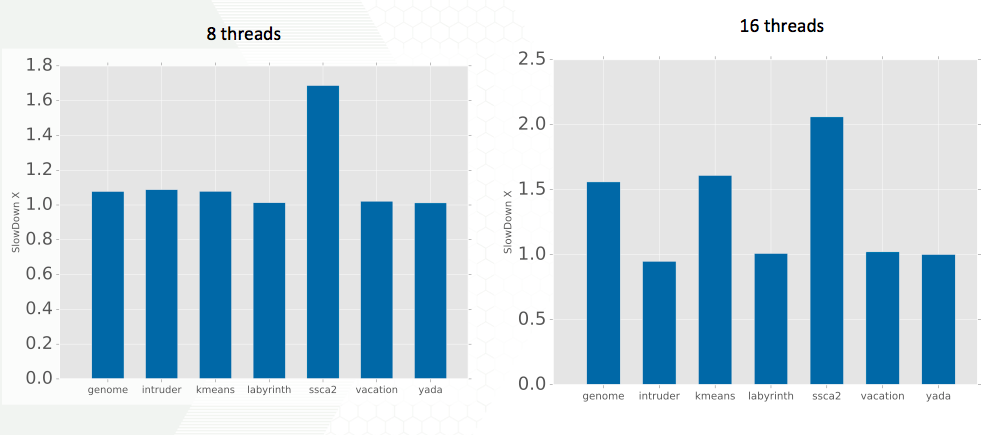 8 threads
SlowDown X
1.8
1.6
1.4
1.2
1.0
0.8
0.6
0.4
0.2
0.0
genome intruder kmeans labyrinth ssca2 vacation yada
16 threads
SlowDown X
2.5
2.0
1.5
1.0
0.5
0.0
genome intruder kmeans labyrinth ssca2 vacation yada